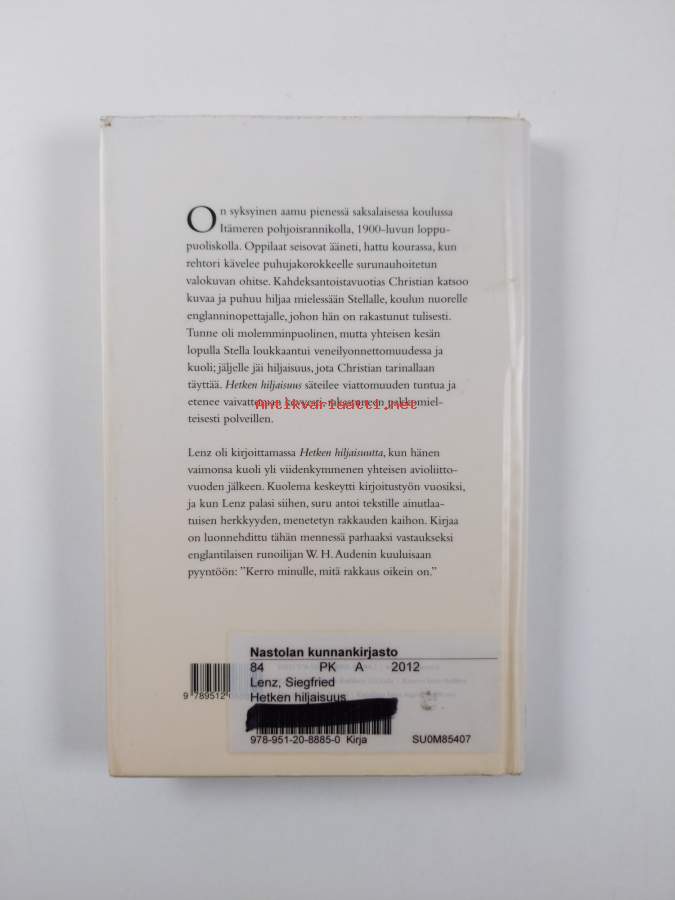 On syksyinen aamu pienessä saksalaisessa koulussa
Itämeren pohjoisrannikolla, 1900-luvun loppu-
puoliskolla. Oppilaat seisovat ääneti, hattu kourassa, kun
rehtori kävelee puhujakorokkeelle surunauhoitetun
valokuvan ohitse. Kahdeksantoistavuotias Christian katsoo
kuvaa ja puhuu hiljaa mielessään Stellalle, koulun nuorelle
englanninopettajalle, johon hän on rakastunut tulisesti.
Tunne oli molemminpuolinen, mutta yhteisen kesän
lopulla Stella loukkaantui veneilyonnettomuudessa ja
kuoli; jäljelle jäi hiljaisuus, jota Christian tarinallaan
täyttää. Hetken hiljaisuus säteilee viattomuuden tuntua ja
etenee
Antikvariaatti.net
teisesti polveillen.
Lenz oli kirjoittamassa Hetken hiljaisuutta, kun hänen
vaimonsa kuoli yli viidenkymmenen yhteisen avioliitto-
vuoden jälkeen. Kuolema keskeytti kirjoitustyön vuosiksi,
ja kun Lenz palasi siihen, suru antoi tekstille ainutlaa-
tuisen herkkyyden, menetetyn rakkauden kaihon. Kirjaa
on luonnehdittu tähän mennessä parhaaksi vastaukseksi
englantilaisen runoilijan W. H. Audenin kuuluisaan
pyyntöön: ”Kerro minulle, mitä rakkaus oikein on.”
Nastolan kunnankirjasto
84 PK A 2012
Lenz, Siegfried
Hetken hiljaisuus
9 789512
978-951-20-8885-0 Kirja SU0M85407